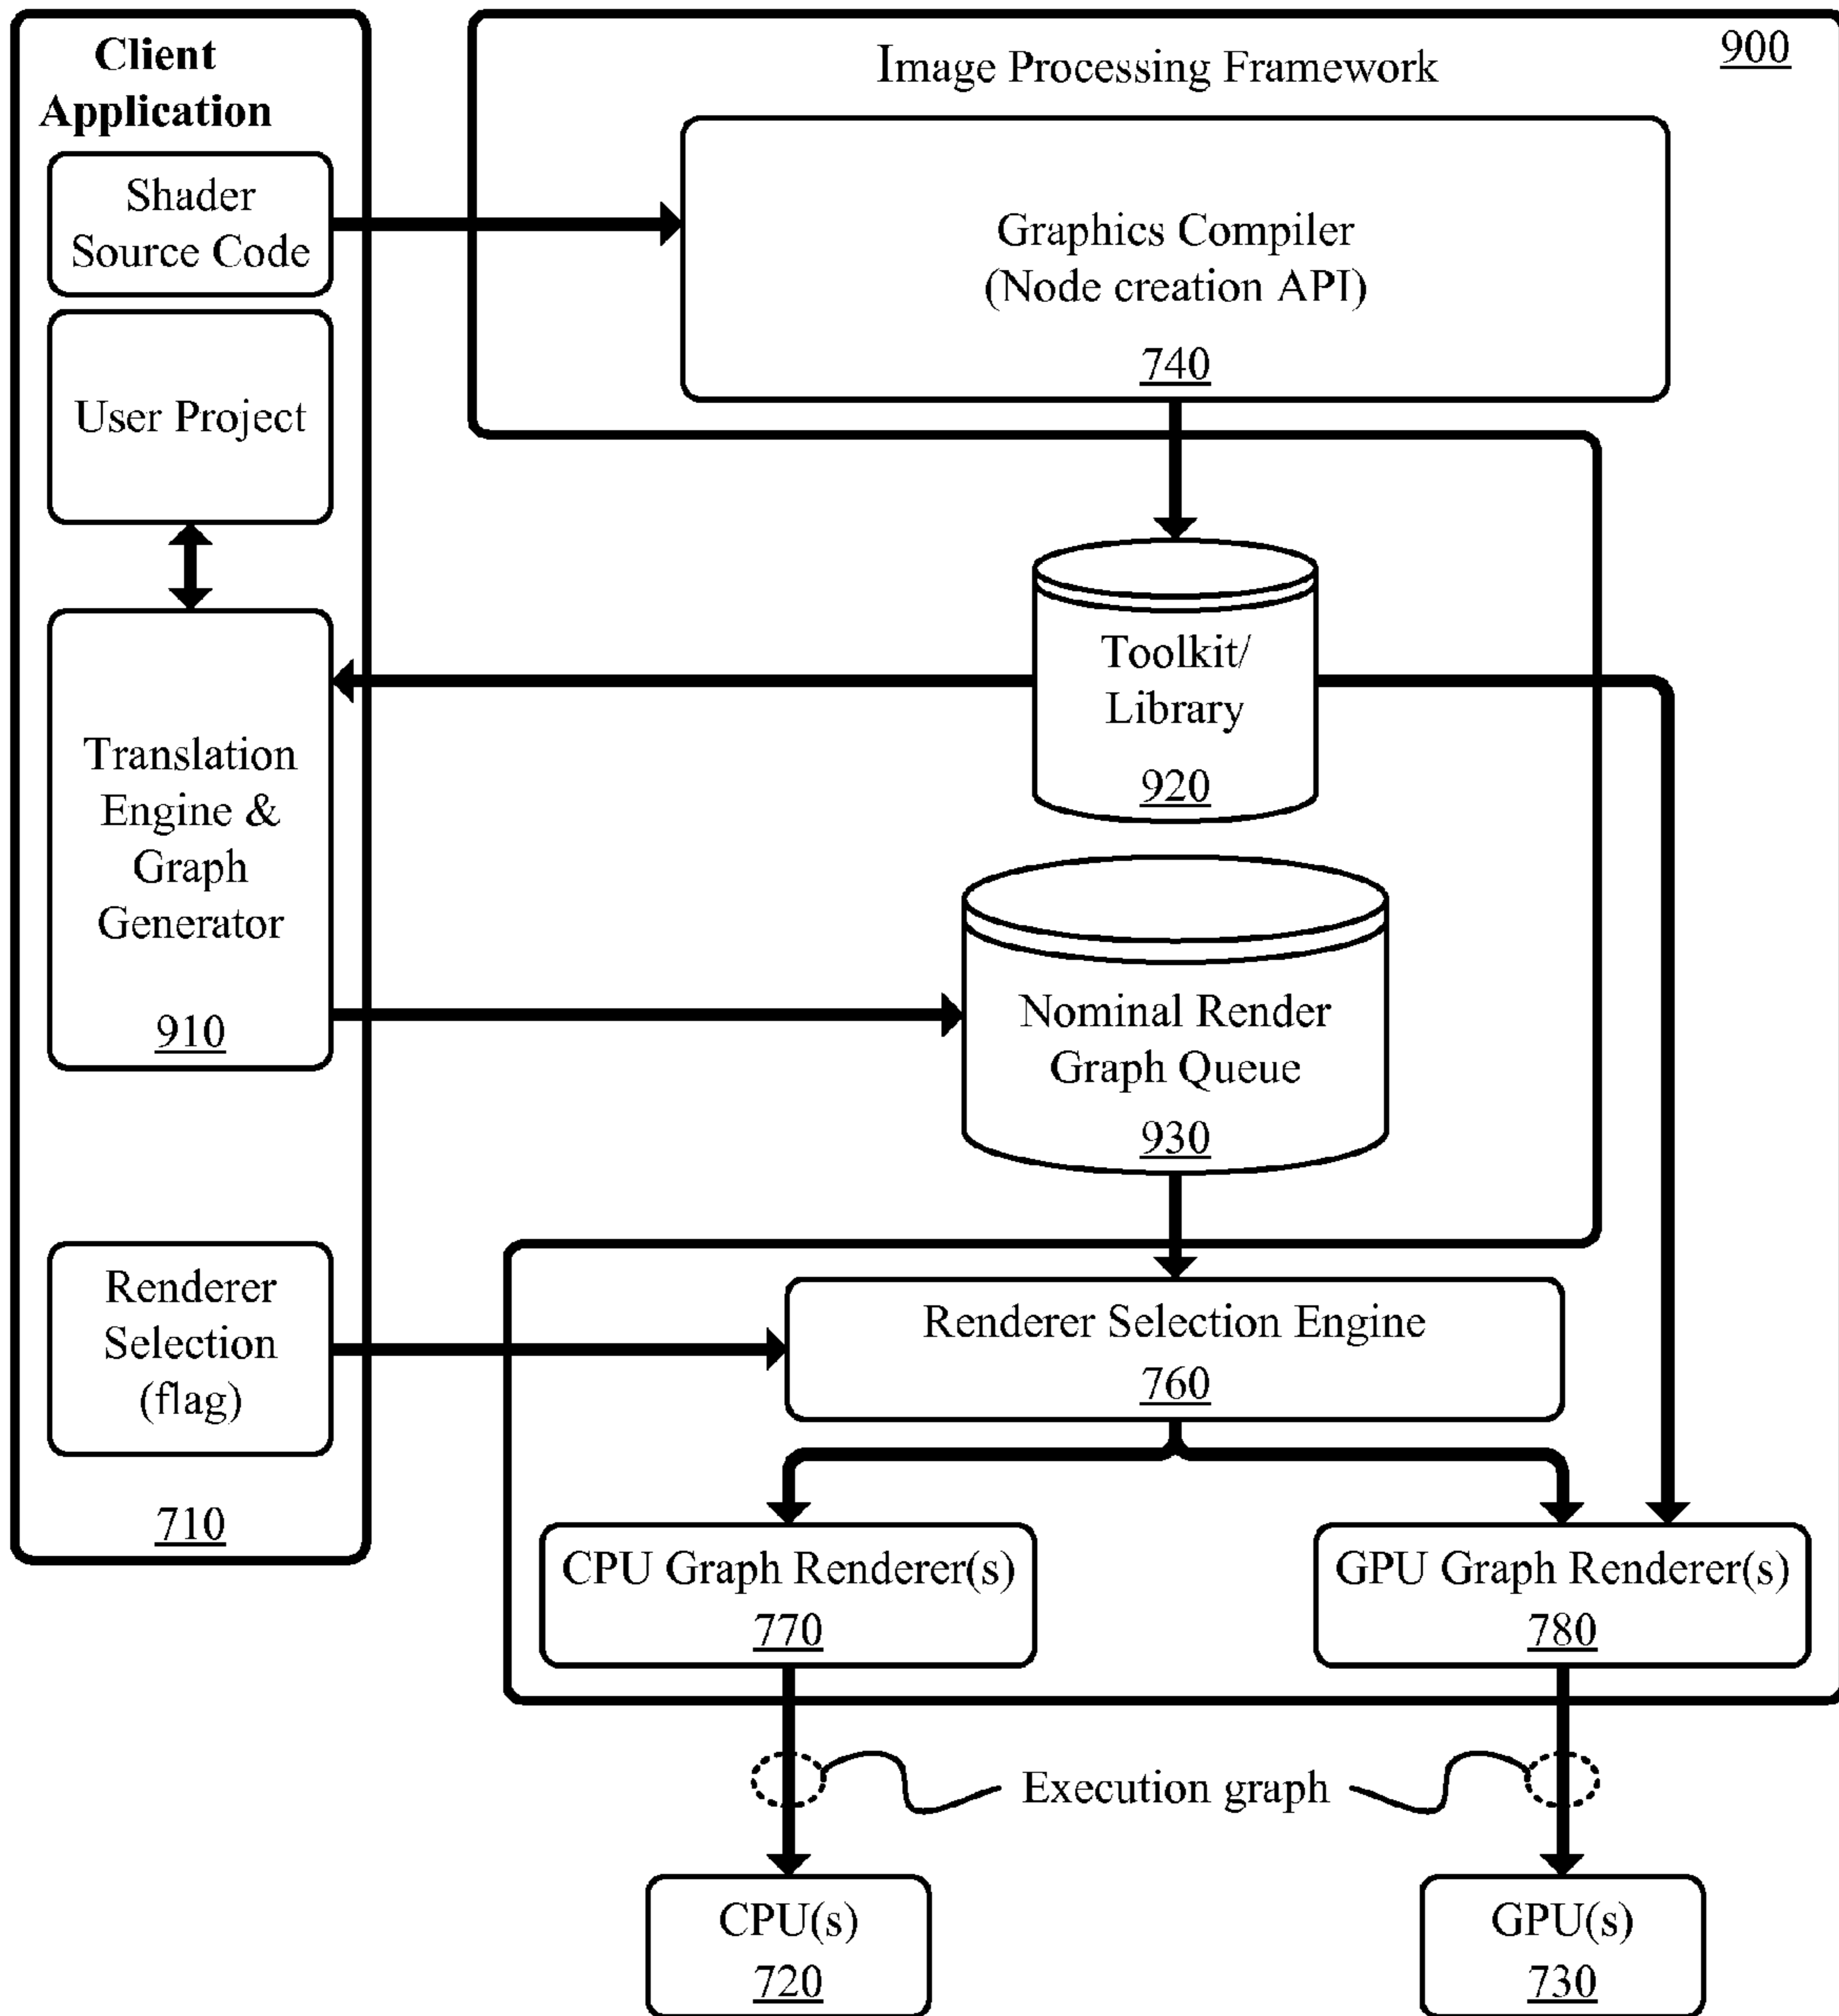 Client
Application
Shader
Source Code
User Project
Translation
Engine &
Graph
Generator
910
Renderer
Selection
(flag)
710
Image Processing Framework
900
Graphics Compiler
(Node creation API)
740
Toolkit/
Library
920
Nominal Render
Graph Queue
930
Renderer Selection Engine
760
CPU Graph Renderer(s)
770
GPU Graph Renderer(s)
780
Execution graph
CPU(s)
720
GPU(s)
730